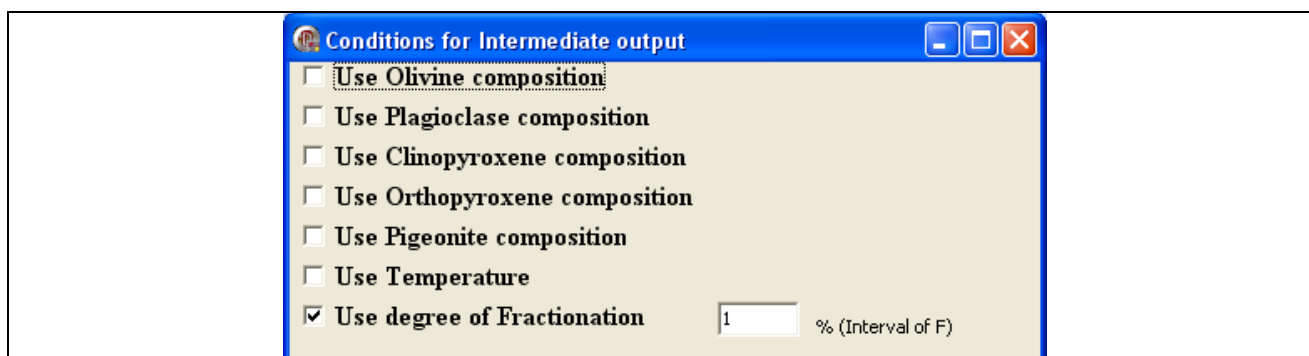 Conditions for Intermediate output
Use Olivine composition
Use Plagioclase composition
Use Clinopyroxene composition
Use Orthopyroxene composition
Use Pigeonite composition
Use Temperature
Use degree of Fractionation 1 % (Interval of F)